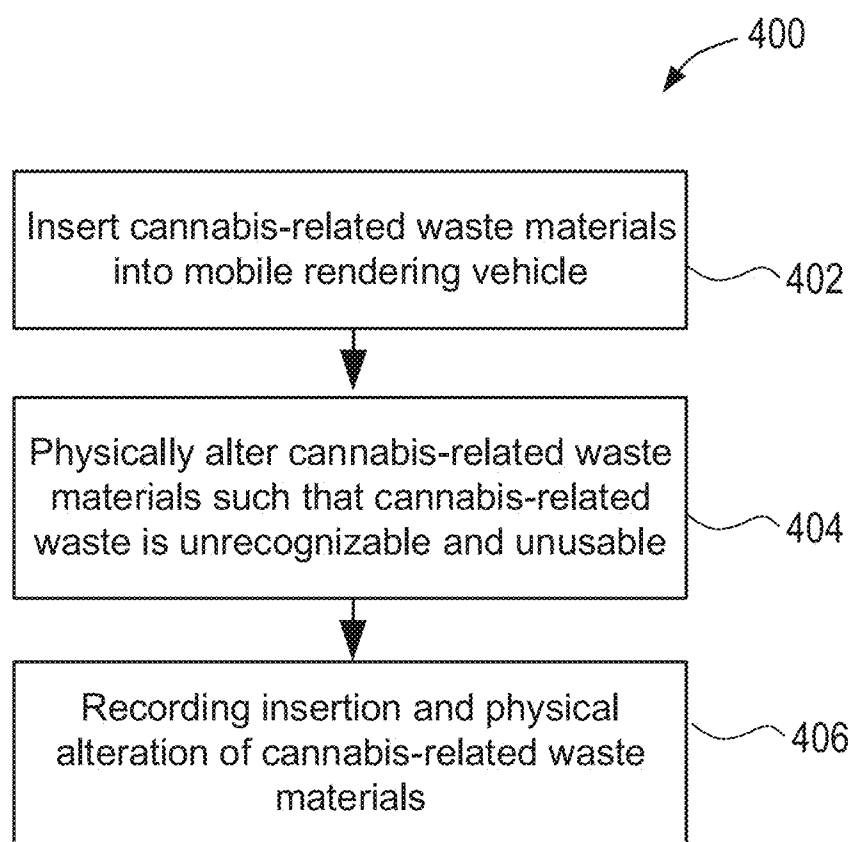 400
Insert cannabis-related waste materials
into mobile rendering vehicle
402
Physically alter cannabis-related waste
materials such that cannabis-related
waste is unrecognizable and unusable
404
Recording insertion and physical
alteration of cannabis-related waste
materials
406